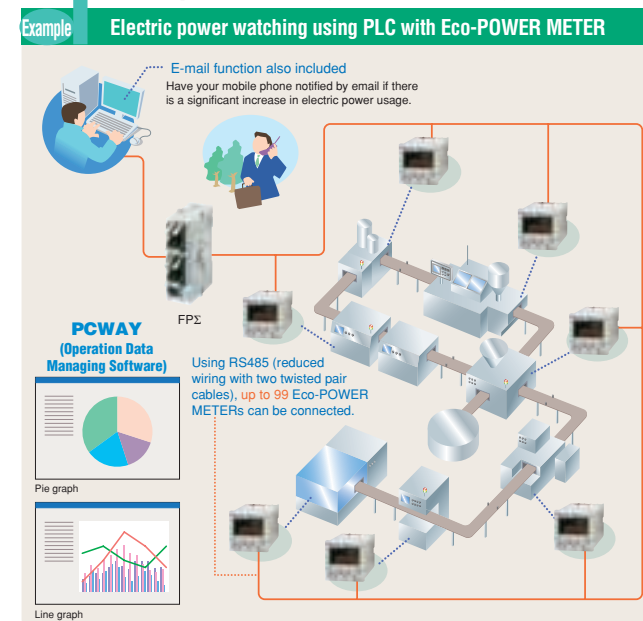 Example
Electric power watching using PLC with Eco-POWER METER
E-mail function also included
Have your mobile phone notified by email if there
is a significant increase in electric power usage.
FPΣ
PCWAY
(Operation Data
Managing Software)
Using RS485 (reduced
wiring with two twisted pair
cables), up to 99 Eco-POWER
METERs can be connected.
Pie graph
Line graph